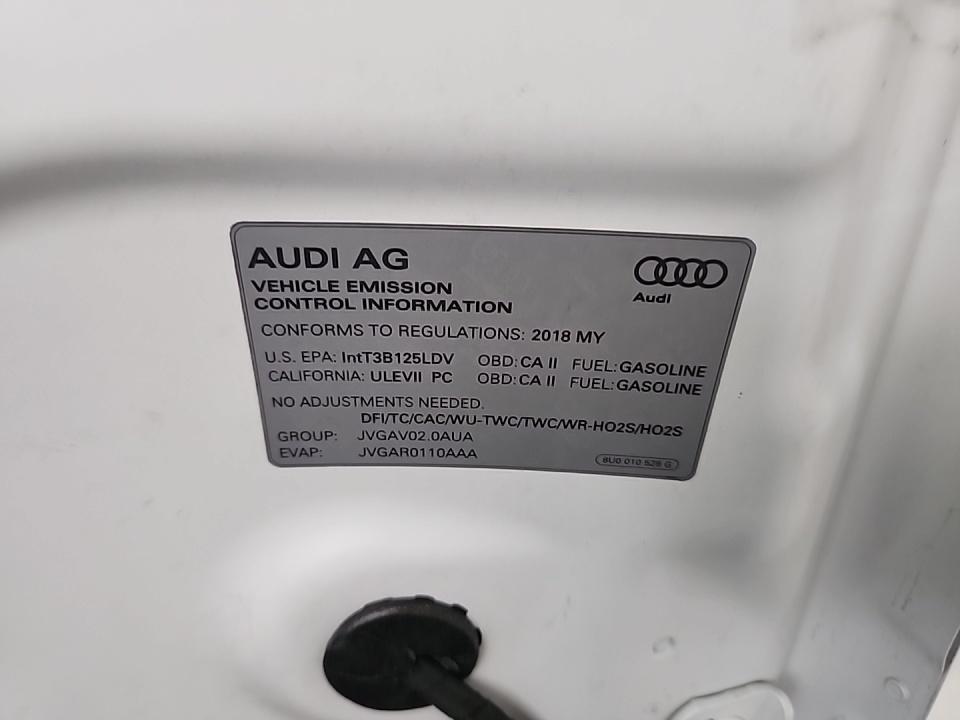 AUDI AG
Audi
VEHICLE EMISSION
CONTROL INFORMATION
CONFORMS TO REGULATIONS: 2018 MY
U.S. EPA: IntT3B125LDV OBD: CA II FUEL: GASOLINE
CALIFORNIA: ULEVII PC OBD: CA II FUEL: GASOLINE
NO ADJUSTMENTS NEEDED.
DFI/TC/CAC/WU-TWC/TWC/WR-HO2S/HO2S
GROUP: JVGAV02.0AUA
EVAP: JVGAR0110AAA
8U0 010 528 G